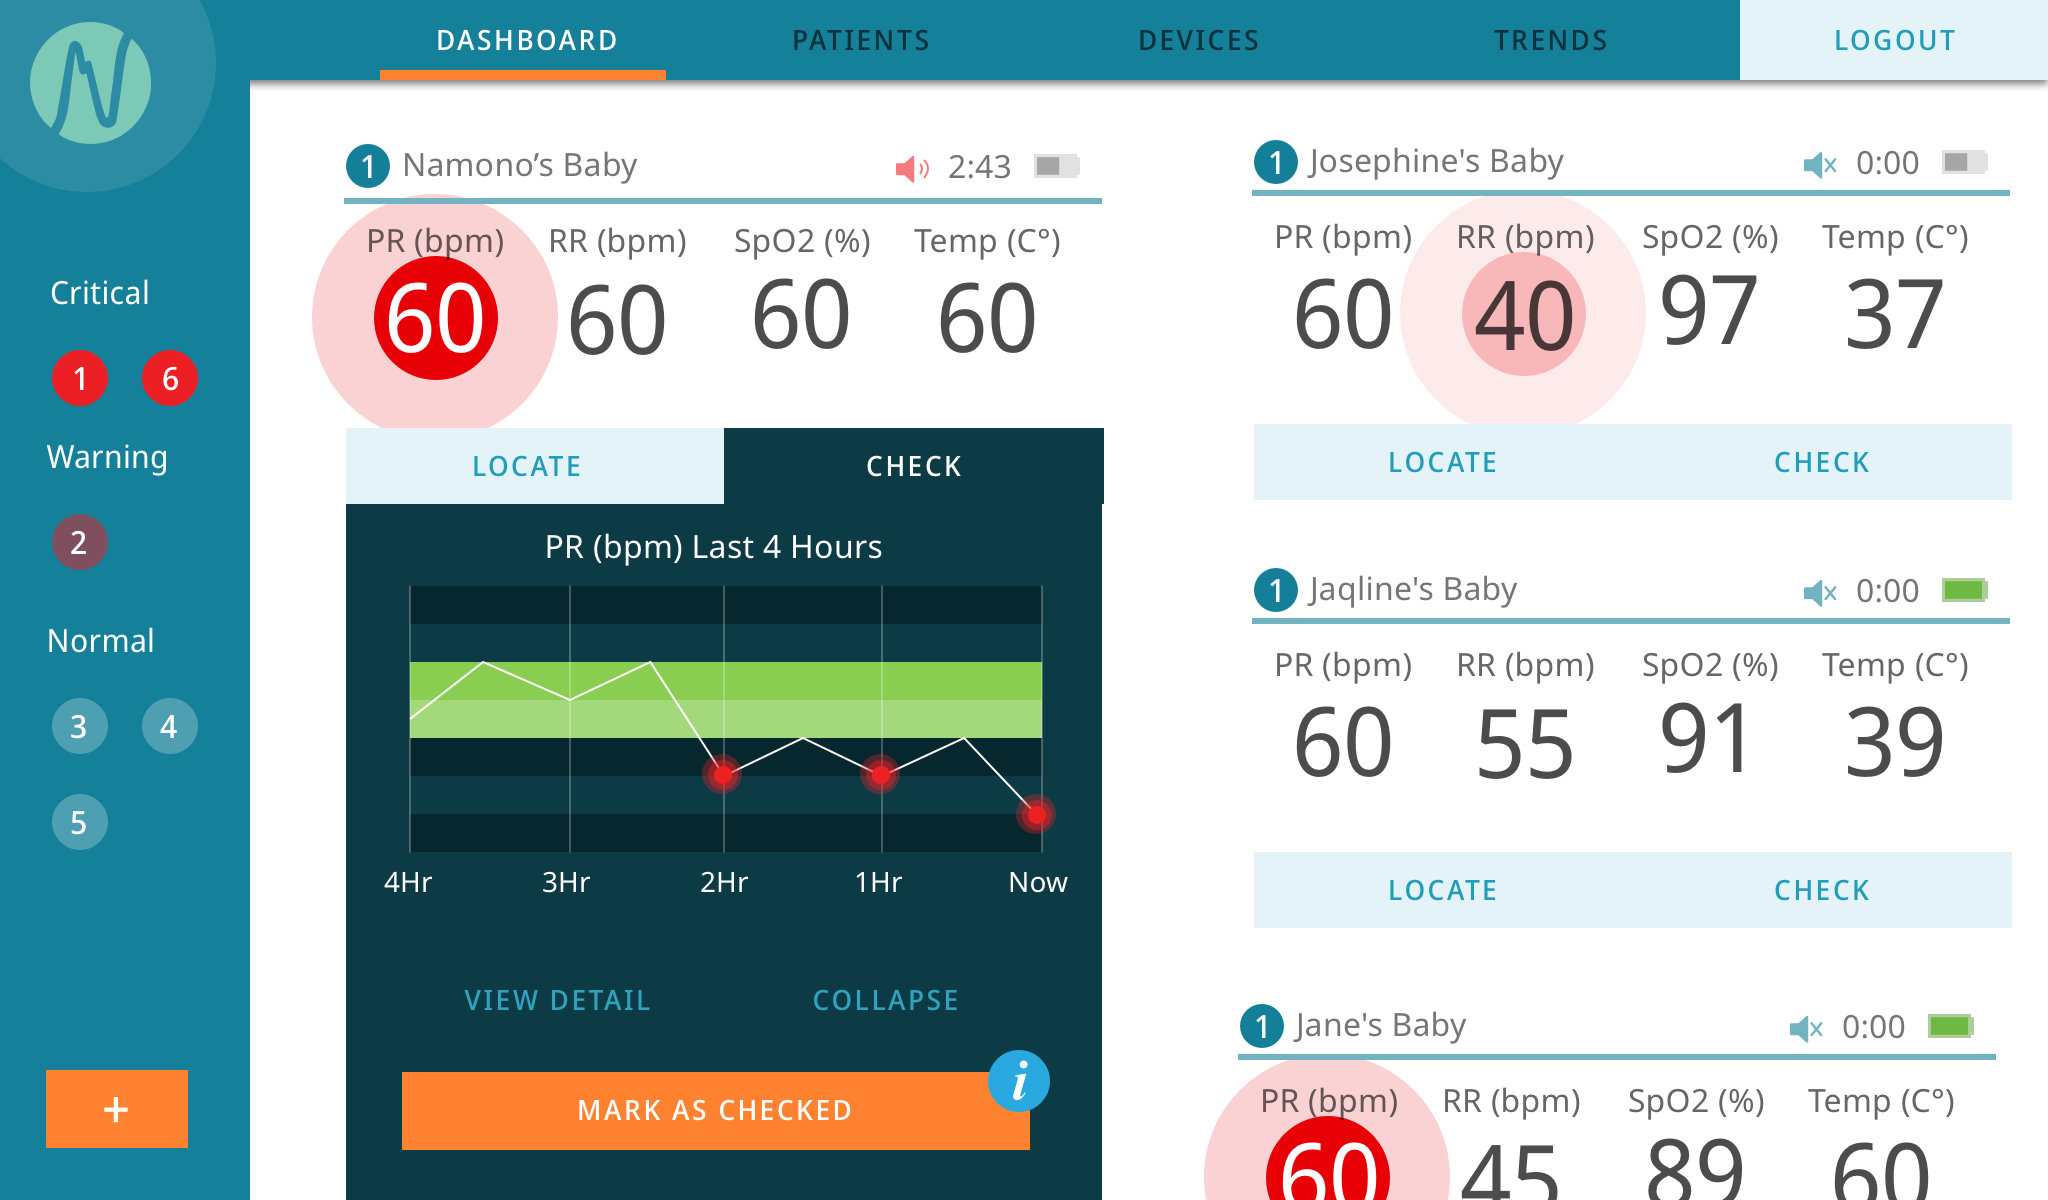 DASHBOARD PATIENTS DEVICES TRENDS LOGOUT
Critical
1 6
Warning
2
Normal
3 4
5
+
1 Namono’s Baby 2:43
PR (bpm) RR (bpm) SpO2 (%) Temp (C°)
60 60 60 60
LOCATE CHECK
PR (bpm) Last 4 Hours
4Hr 3Hr 2Hr 1Hr Now
VIEW DETAIL COLLAPSE
MARK AS CHECKED i
1 Josephine's Baby 0:00
PR (bpm) RR (bpm) SpO2 (%) Temp (C°)
60 40 97 37
LOCATE CHECK
1 Jaqline's Baby 0:00
PR (bpm) RR (bpm) SpO2 (%) Temp (C°)
60 55 91 39
LOCATE CHECK
1 Jane's Baby 0:00
PR (bpm) RR (bpm) SpO2 (%) Temp (C°)
60 45 89 60